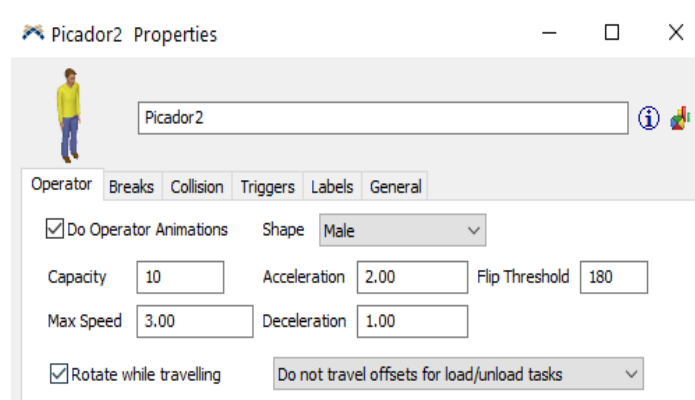 Picador2 Properties
Picador2
Operator Breaks Collision Triggers Labels General
Do Operator Animations Shape Male
Capacity 10 Acceleration 2.00 Flip Threshold 180
Max Speed 3.00 Deceleration 1.00
Rotate while travelling Do not travel offsets for load/unload tasks